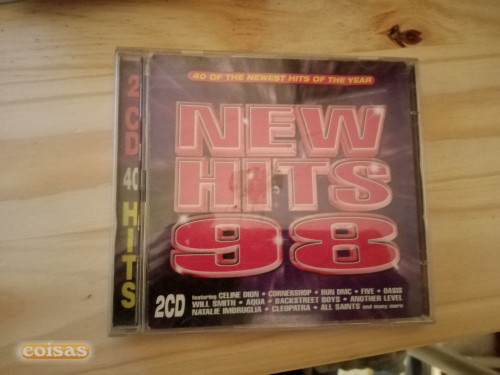 2 CD 40 HITS
40 OF THE NEWEST HITS OF THE YEAR
NEW
HITS
98
2CD
featuring CELINE DION • CORNERSHOP • RUN DMC • FIVE • OASIS
WILL SMITH • AQUA • BACKSTREET BOYS • ANOTHER LEVEL
NATALIE IMBRUGLIA • CLEOPATRA • ALL SAINTS and many more
coisas